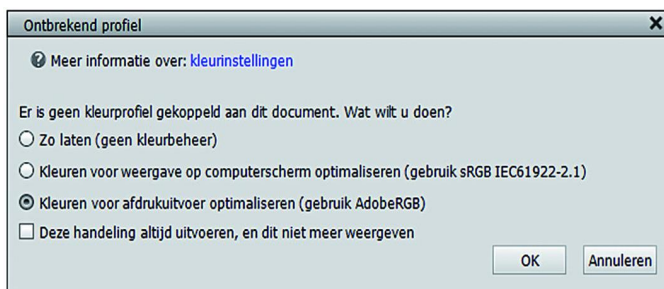 Ontbrekend profiel
Meer informatie over: kleurinstellingen
Er is geen kleurprofiel gekoppeld aan dit document. Wat wilt u doen?
Zo laten (geen kleurbeheer)
Kleuren voor weergave op computerscherm optimaliseren (gebruik sRGB IEC61922-2.1)
Kleuren voor afdrukuitvoer optimaliseren (gebruik AdobeRGB)
Deze handeling altijd uitvoeren, en dit niet meer weergeven
OK Annuleren